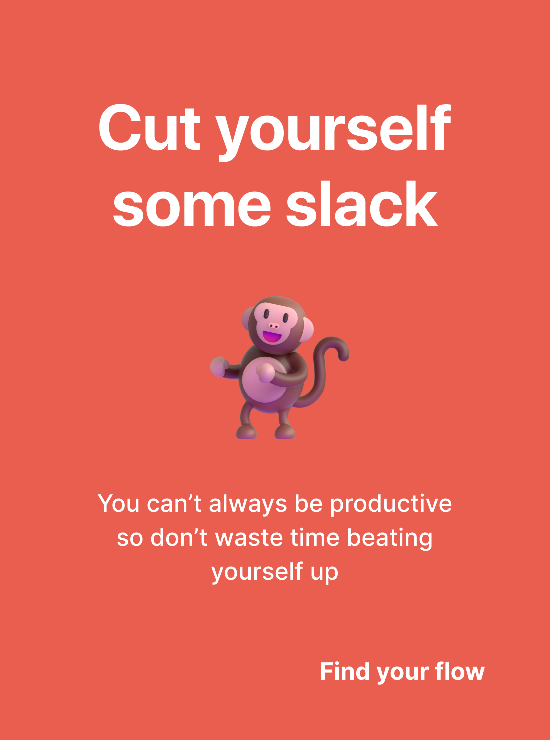 Cut yourself
some slack
You can’t always be productive
so don’t waste time beating
yourself up
Find your flow